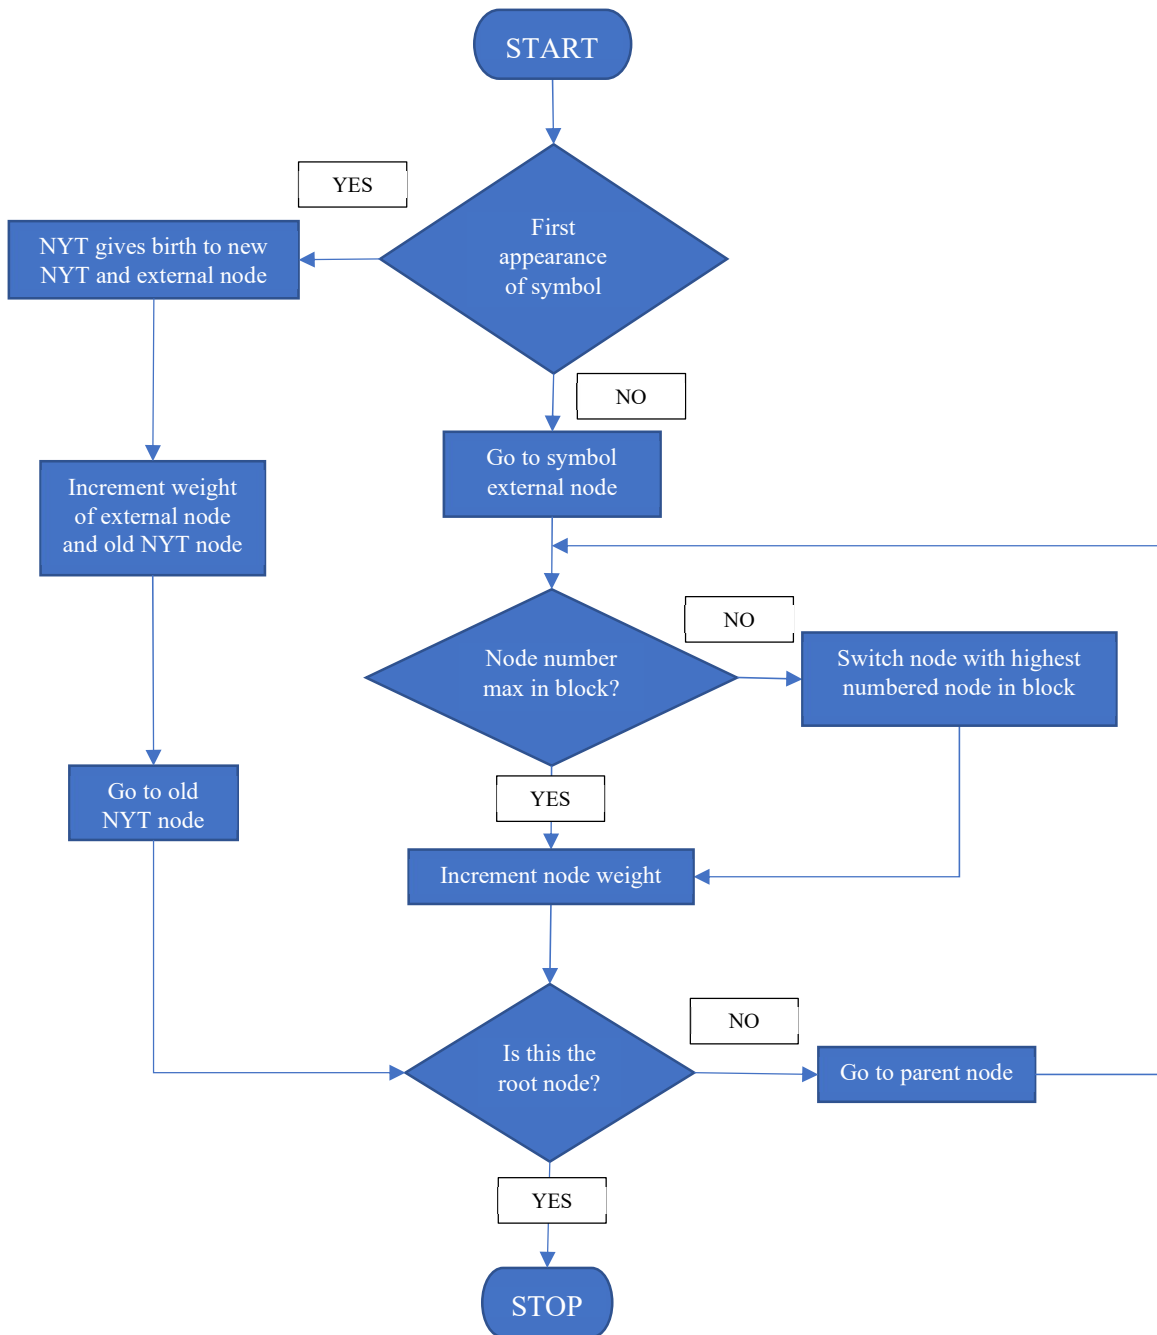 START
YES
First
appearance
of symbol
NYT gives birth to new
NYT and external node
NO
Go to symbol
external node
Increment weight
of external node
and old NYT node
NO
Node number
max in block?
Switch node with highest
numbered node in block
Go to old
NYT node
YES
Increment node weight
NO
Is this the
root node?
Go to parent node
YES
STOP